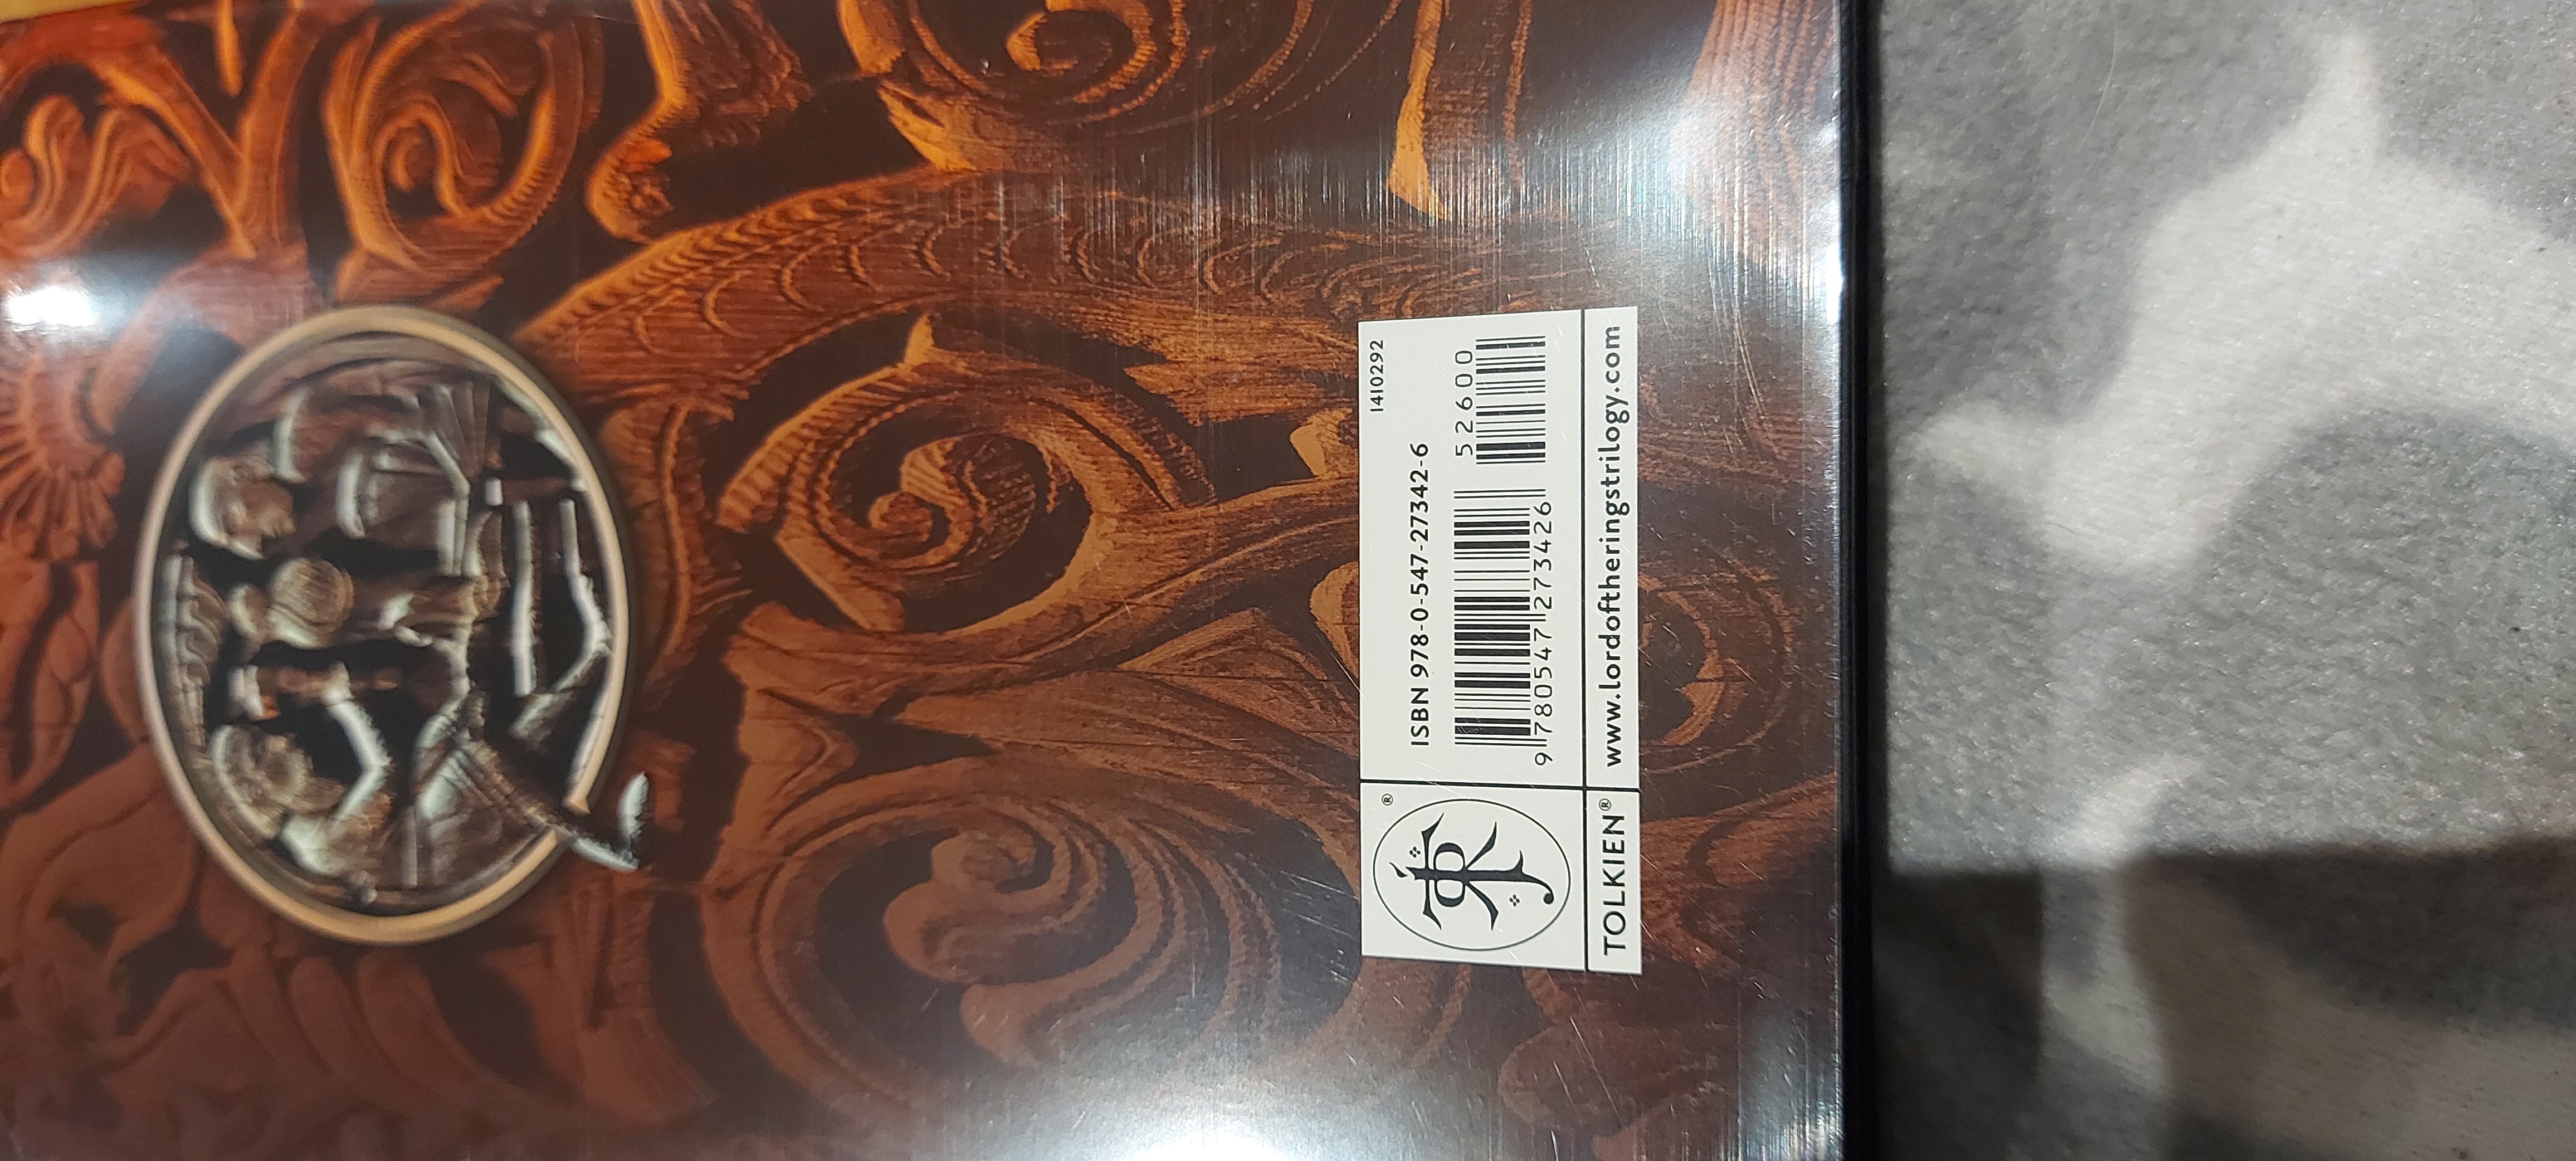 1410292
ISBN 978-0-547-27342-6
52600
9 780547 273426
®
www.lordoftheringstrilogy.com
TOLKIEN®